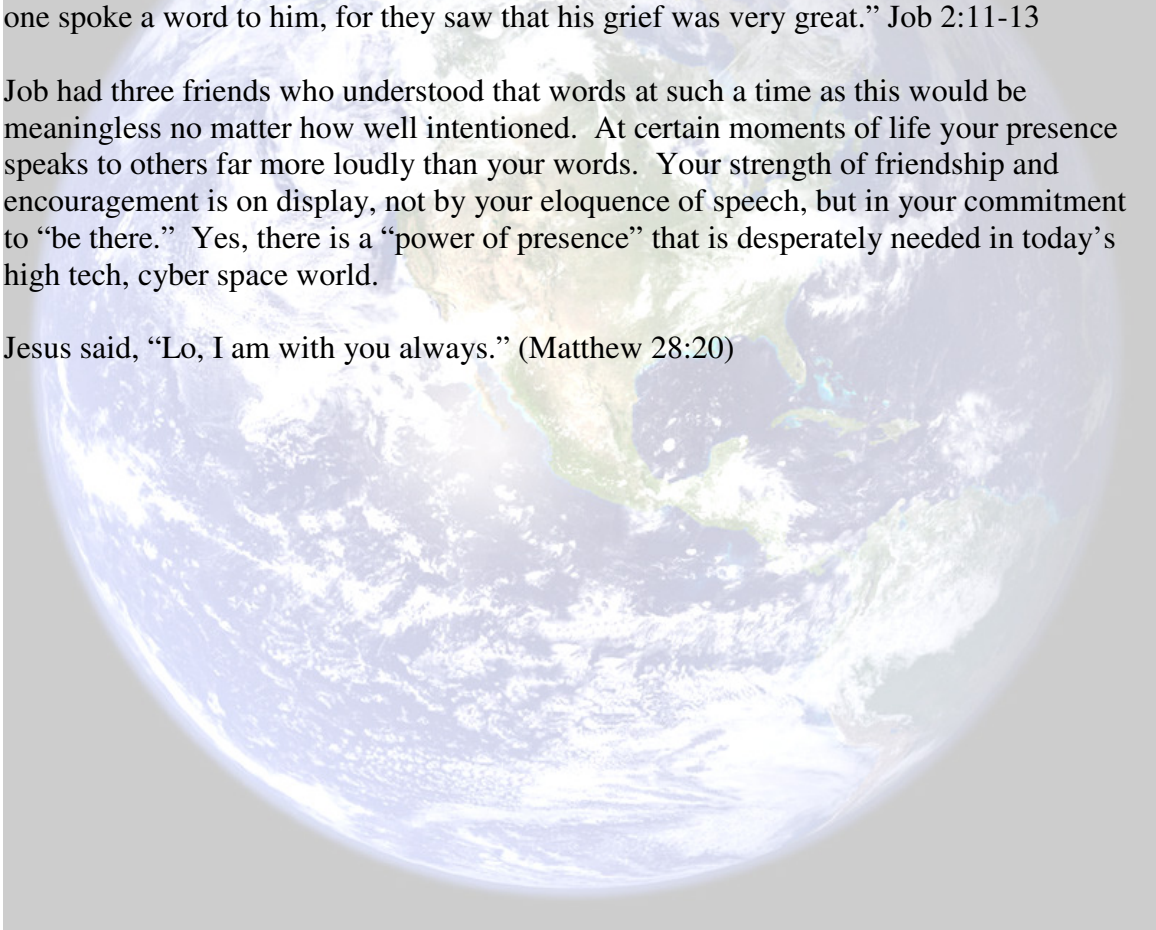 one spoke a word to him, for they saw that his grief was very great.” Job 2:11-13
Job had three friends who understood that words at such a time as this would be
meaningless no matter how well intentioned.  At certain moments of life your presence
speaks to others far more loudly than your words.  Your strength of friendship and
encouragement is on display, not by your eloquence of speech, but in your commitment
to “be there.”  Yes, there is a “power of presence” that is desperately needed in today’s
high tech, cyber space world.
Jesus said, “Lo, I am with you always.” (Matthew 28:20)